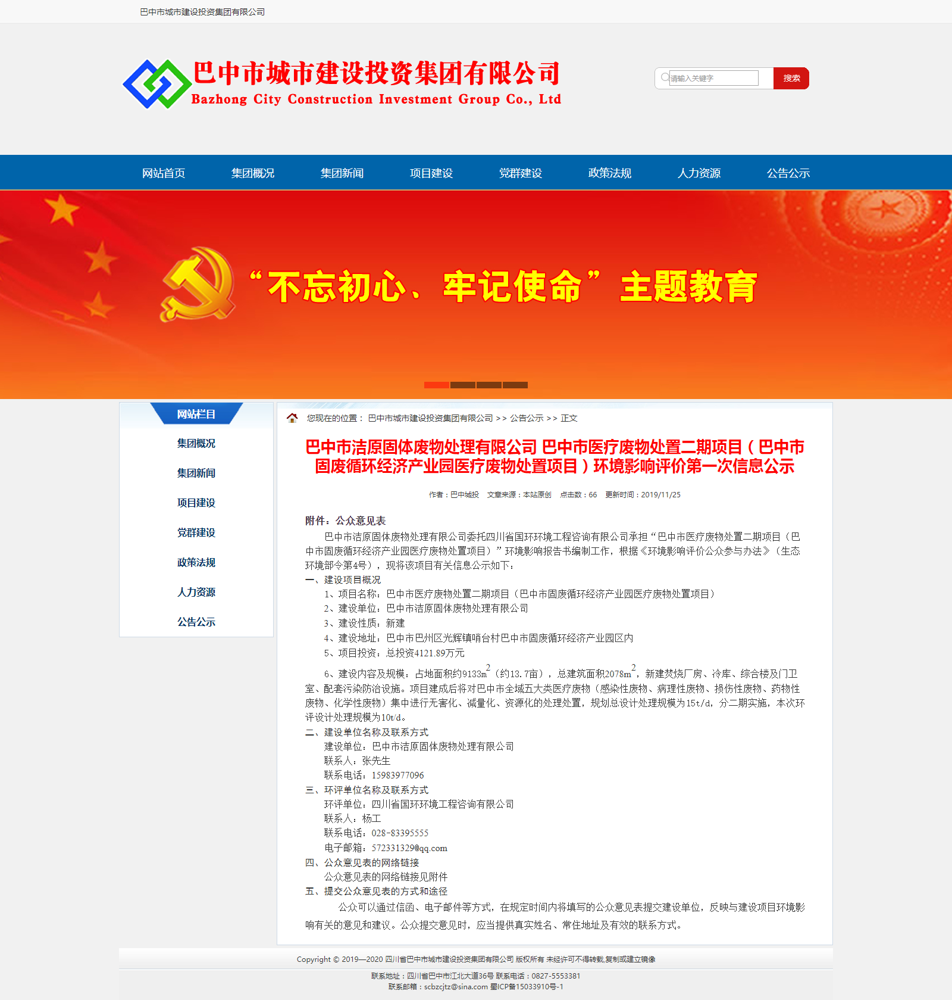 巴中市城市建设投资集团有限公司
巴中市城市建设投资集团有限公司
Bazhong City Construction Investment Group Co., Ltd
请输入关键字
搜索
网站首页 集团概况 集团新闻 项目建设 党群建设 政策法规 人力资源 公告公示
“不忘初心、牢记使命”主题教育
网站栏目
集团概况
集团新闻
项目建设
党群建设
政策法规
人力资源
公告公示
您现在的位置： 巴中市城市建设投资集团有限公司 >> 公告公示 >> 正文
巴中市洁原固体废物处理有限公司 巴中市医疗废物处置二期项目（巴中市
固废循环经济产业园医疗废物处置项目）环境影响评价第一次信息公示
作者：巴中城投 文章来源：本站原创 点击数：66 更新时间：2019/11/25
附件：公众意见表
巴中市洁原固体废物处理有限公司委托四川省国环环境工程咨询有限公司承担“巴中市医疗废物处置二期项目（巴
中市固废循环经济产业园医疗废物处置项目）”环境影响报告书编制工作，根据《环境影响评价公众参与办法》（生态
环境部令第4号），现将该项目有关信息公示如下：
一、建设项目概况
1、项目名称：巴中市医疗废物处置二期项目（巴中市固废循环经济产业园医疗废物处置项目）
2、建设单位：巴中市洁原固体废物处理有限公司
3、建设性质：新建
4、建设地址：巴中市巴州区光辉镇哨台村巴中市固废循环经济产业园区内
5、项目投资：总投资4121.89万元
6、建设内容及规模：占地面积约9133m²（约13.7亩），总建筑面积2078m²，新建焚烧厂房、冷库、综合楼及门卫
室、配套污染防治设施。项目建成后将对巴中市全域五大类医疗废物（感染性废物、病理性废物、损伤性废物、药物性
废物、化学性废物）集中进行无害化、减量化、资源化的处理处置，规划总设计处理规模为15t/d，分二期实施，本次环
评设计处理规模为10t/d。
二、建设单位名称及联系方式
建设单位：巴中市洁原固体废物处理有限公司
联系人：张先生
联系电话：15983977096
三、环评单位名称及联系方式
环评单位：四川省国环环境工程咨询有限公司
联系人：杨工
联系电话：028-83395555
电子邮箱：572331329@qq.com
四、公众意见表的网络链接
公众意见表的网络链接见附件
五、提交公众意见表的方式和途径
公众可以通过信函、电子邮件等方式，在规定时间内将填写的公众意见表提交建设单位，反映与建设项目环境影
响有关的意见和建议。公众提交意见时，应当提供真实姓名、常住地址及有效的联系方式。
Copyright © 2019—2020 四川省巴中市城市建设投资集团有限公司 版权所有 未经许可不得转载,复制或建立镜像
联系地址：四川省巴中市江北大道36号 联系电话：0827-5553381
联系邮箱：scbzcjtz@sina.com 蜀ICP备15033910号-1